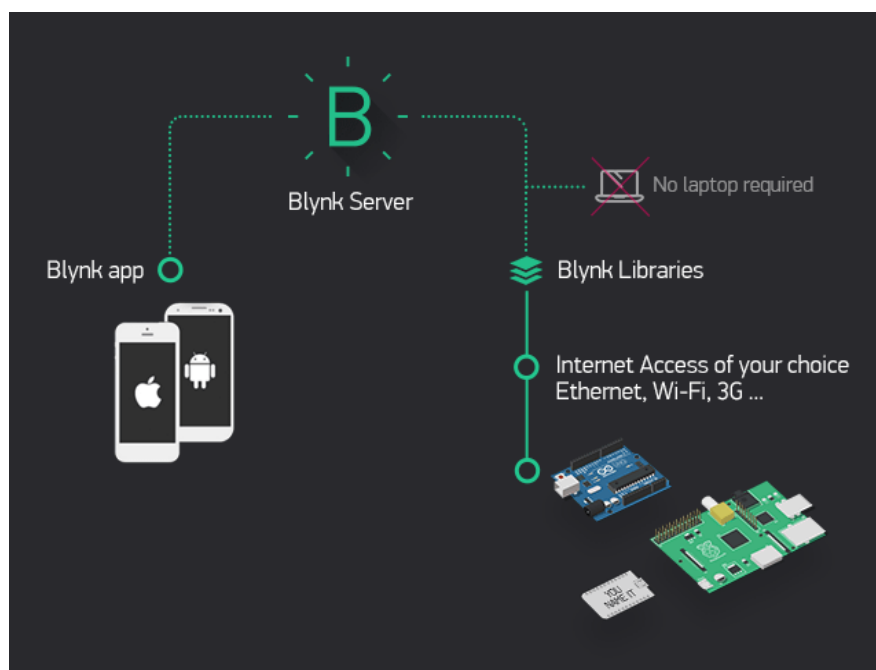 B
Blynk Server
No laptop required
Blynk app
Blynk Libraries
Internet Access of your choice
Ethernet, Wi-Fi, 3G ...
YOU
NAME IT